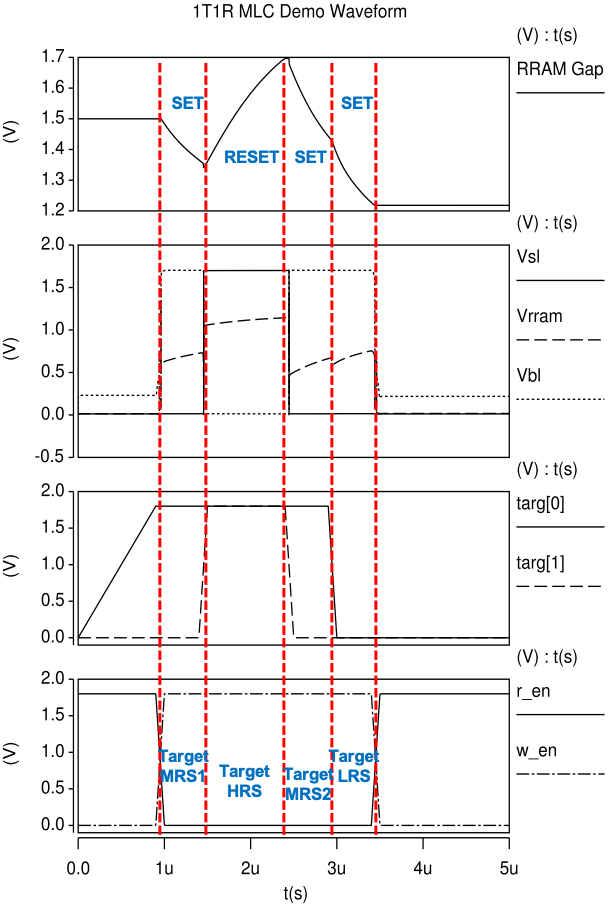 1T1R MLC Demo Waveform
(V) : t(s)
RRAM Gap
(V)
1.7
1.5
1.4
1.3
1.2
SET
RESET
SET
SET
(V) : t(s)
Vsl
Vrram
Vbl
(V)
2.0
1.5
1.0
0.5
0.0
-0.5
(V) : t(s)
targ[0]
targ[1]
(V)
2.0
1.5
1.0
0.5
0.0
(V) : t(s)
r_en
w_en
(V)
2.0
1.5
1.0
0.5
0.0
Target
MRS1
Target
HRS
Target
MRS2
Target
LRS
0.0 1u 2u 3u 4u 5u
t(s)